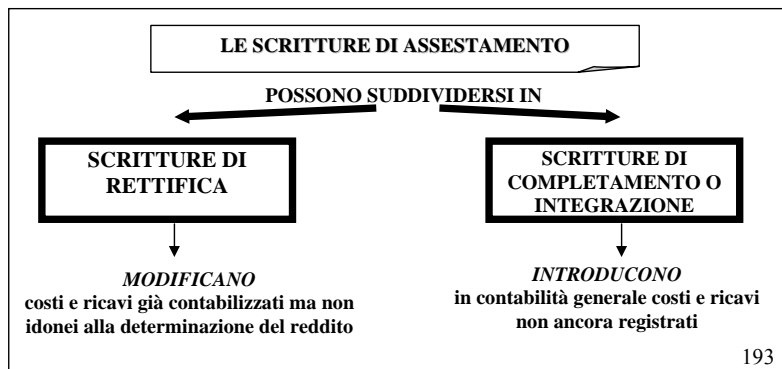 LE SCRITTURE DI ASSESTAMENTO
POSSONO SUDDIVIDERSI IN
SCRITTURE DI
RETTIFICA
SCRITTURE DI
COMPLETAMENTO O
INTEGRAZIONE
MODIFICANO
costi e ricavi già contabilizzati ma non
idonei alla determinazione del reddito
INTRODUCONO
in contabilità generale costi e ricavi
non ancora registrati
193